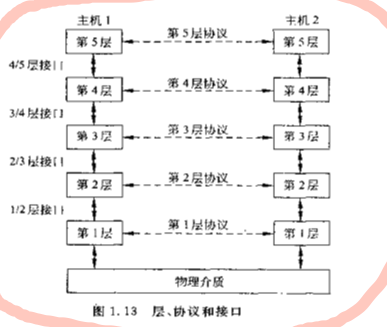 主机1 主机2
第5层 第5层协议 第5层
4/5层接口
第4层 第4层协议 第4层
3/4层接口
第3层 第3层协议 第3层
2/3层接口
第2层 第2层协议 第2层
1/2层接口
第1层 第1层协议 第1层
物理介质
图 1.13 层、协议和接口